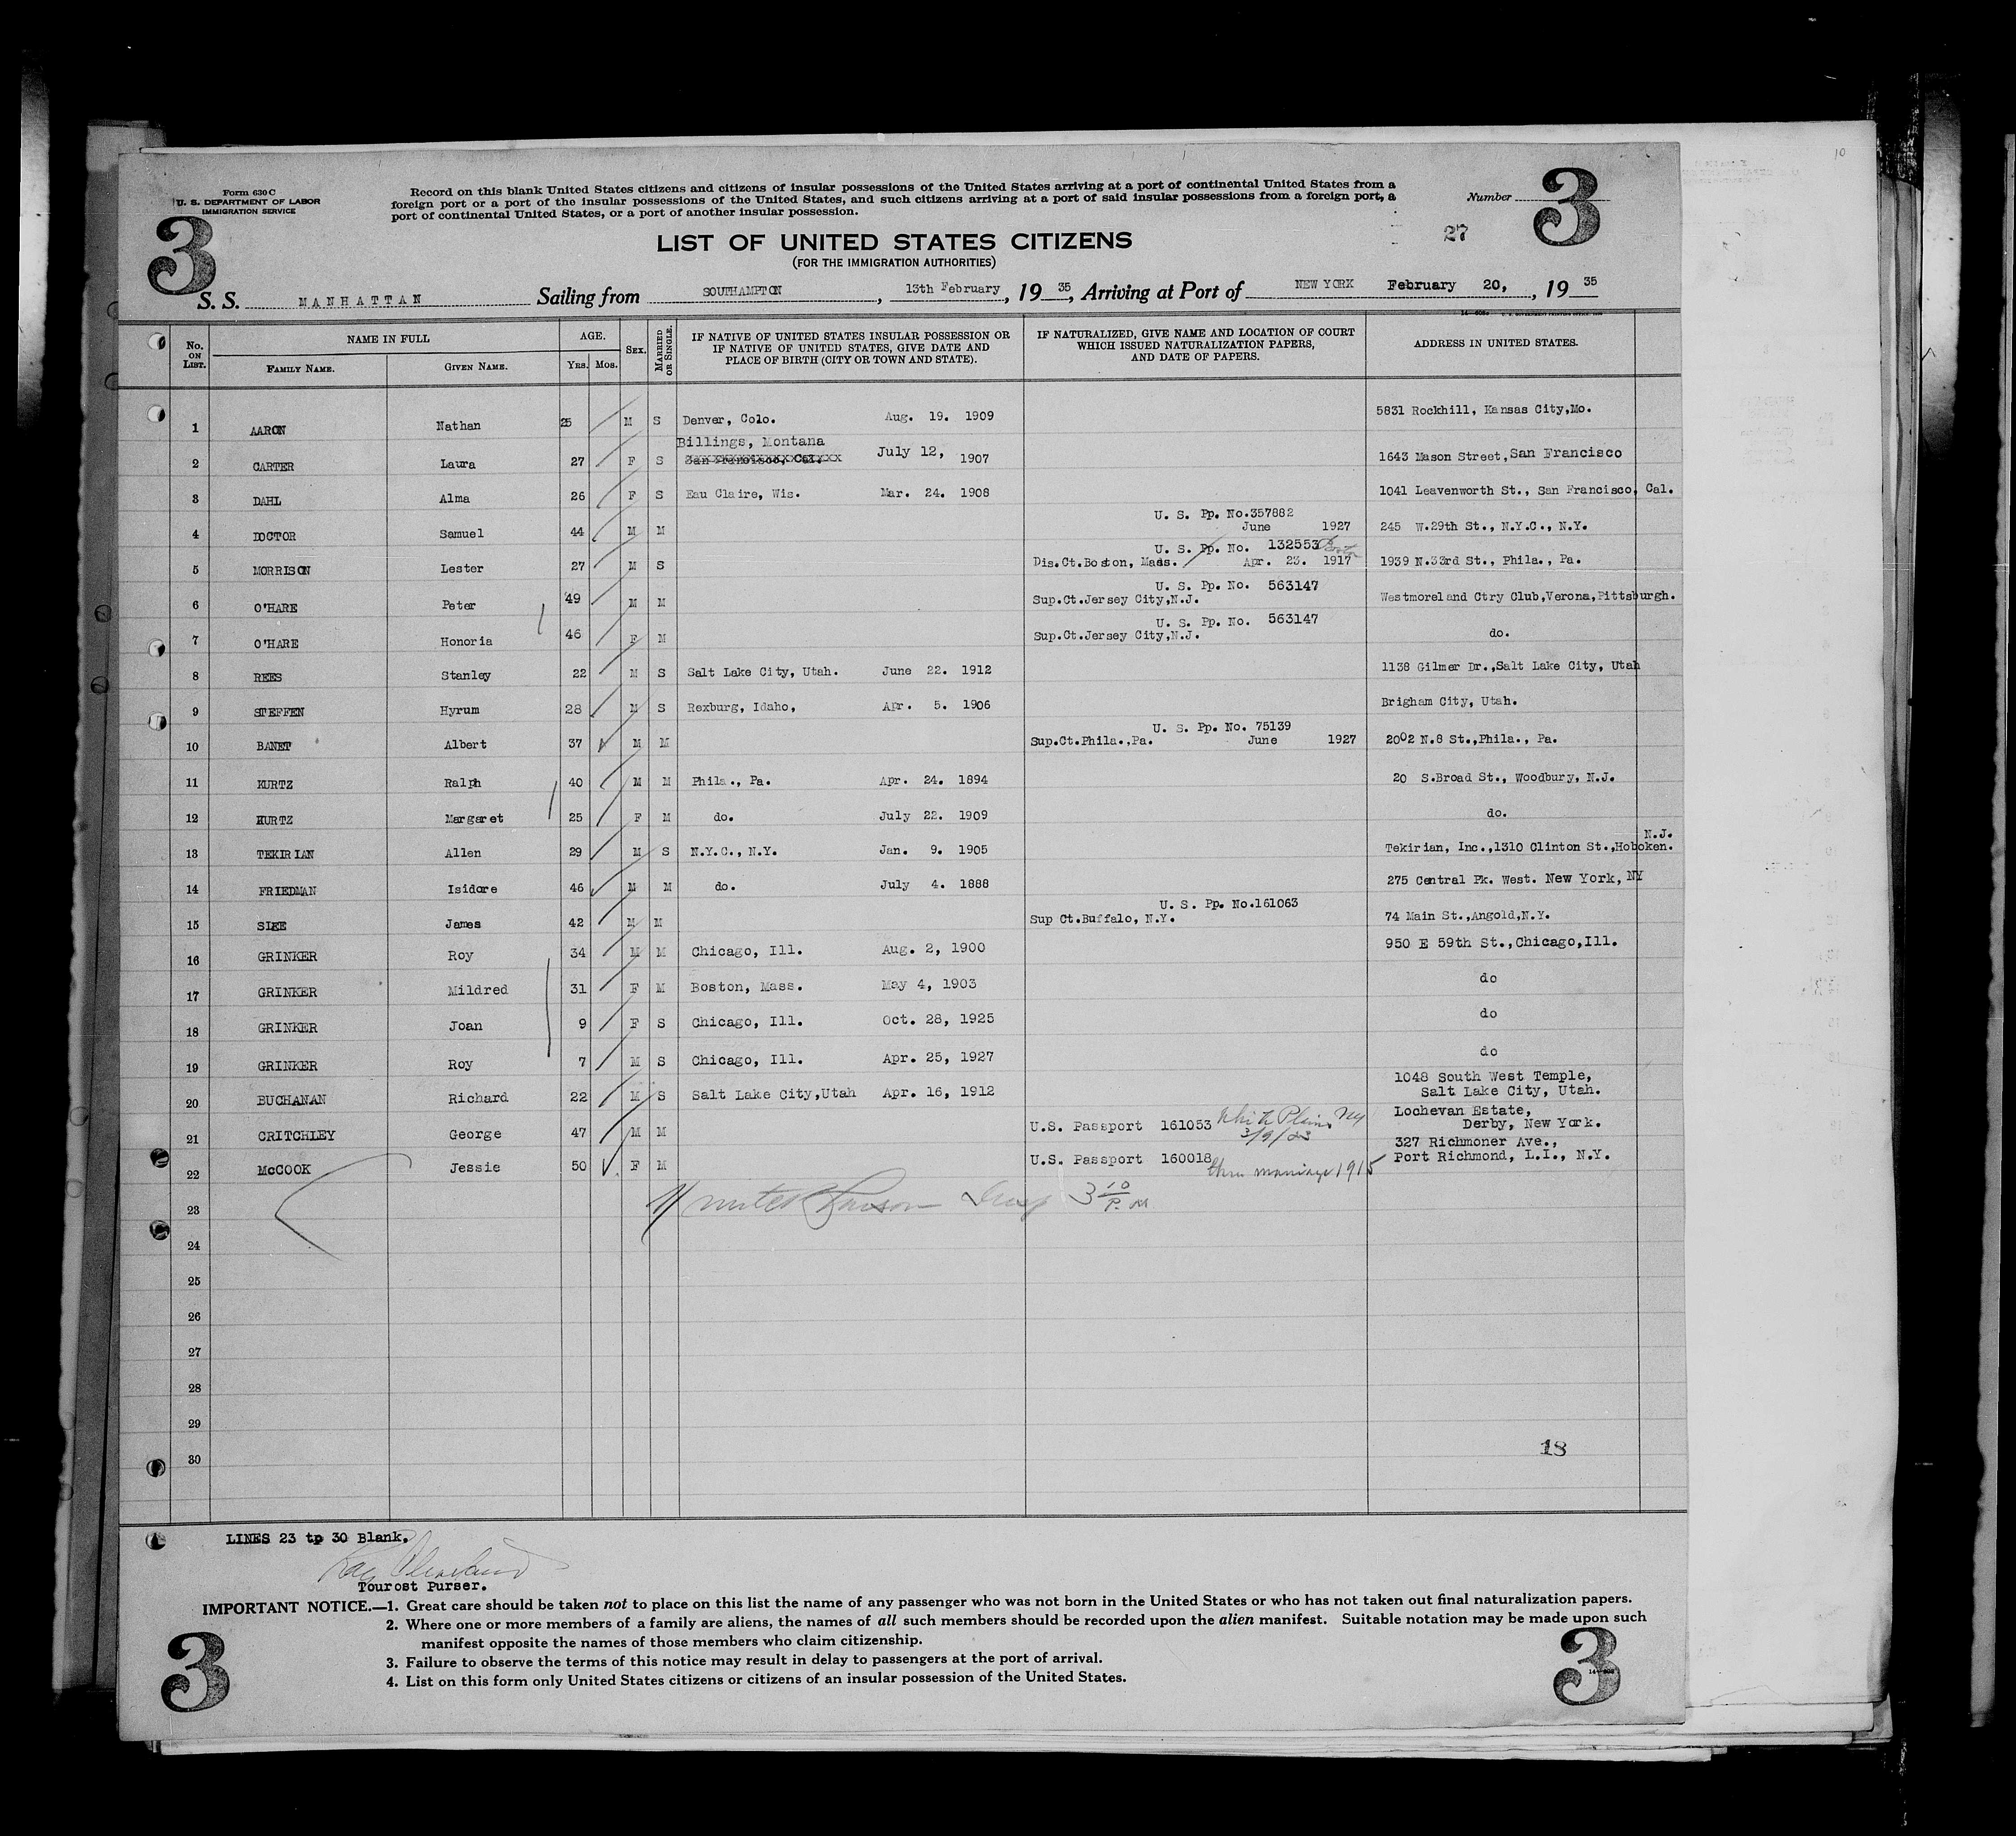 Form 630 C
U. S. DEPARTMENT OF LABOR
IMMIGRATION SERVICE
Record on this blank United States citizens and citizens of insular possessions of the United States arriving at a port of continental United States from a
foreign port or a port of the insular possessions of the United States, and such citizens arriving at a port of said insular possessions from a foreign port, a
port of continental United States, or a port of another insular possession.
Number
3
3
27
LIST OF UNITED STATES CITIZENS
(FOR THE IMMIGRATION AUTHORITIES)
S. S. MANHATTAN Sailing from SOUTHAMPTON, 13th February, 19 35, Arriving at Port of NEW YORK February 20, , 19 35
No. ON LIST. NAME IN FULL FAMILY NAME. GIVEN NAME. AGE. YRS. MOS. SEX. MARRIED OR SINGLE. IF NATIVE OF UNITED STATES INSULAR POSSESSION OR IF NATIVE OF UNITED STATES, GIVE DATE AND PLACE OF BIRTH (CITY OR TOWN AND STATE). IF NATURALIZED, GIVE NAME AND LOCATION OF COURT WHICH ISSUED NATURALIZATION PAPERS, AND DATE OF PAPERS. ADDRESS IN UNITED STATES.
1 AARON Nathan 25 M S Denver, Colo. Aug. 19. 1909 5831 Rockhill, Kansas City,Mo.
Billings, Montana
2 CARTER Laura 27 F S San Francisco, Cal. July 12, 1907 1643 Mason Street, San Francisco
3 DAHL Alma 26 F S Eau Claire, Wis. Mar. 24. 1908 1041 Leavenworth St., San Francisco, Cal.
U. S. Pp. No.357882
4 DOCTOR Samuel 44 M M June 1927 245 W.29th St., N.Y.C., N.Y.
U. S. Pp. No. 132553 Boston
5 MORRISON Lester 27 M S Dis.Ct.Boston, Mass. Apr. 23. 1917 1939 N.33rd St., Phila., Pa.
U. S. Pp. No. 563147
6 O'HARE Peter 49 M M Sup.Ct.Jersey City,N.J. Westmoreland Ctry Club,Verona,Pittsburgh.
U. S. Pp. No. 563147
7 O'HARE Honoria 46 F M Sup.Ct.Jersey City,N.J. do.
8 REES Stanley 22 M S Salt Lake City, Utah. June 22. 1912 1138 Gilmer Dr.,Salt Lake City, Utah
9 STEFFEN Hyrum 28 M S Rexburg, Idaho, Apr. 5. 1906 Brigham City, Utah.
U. S. Pp. No. 75139
10 BANET Albert 37 M M Sup.Ct.Phila.,Pa. June 1927 2002 N.8 St.,Phila., Pa.
11 KURTZ Ralph 40 M M Phila., Pa. Apr. 24. 1894 20 S.Broad St., Woodbury, N.J.
12 KURTZ Margaret 25 F M do. July 22. 1909 do.
N.J.
13 TEKIRIAN Allen 29 M S N.Y.C., N.Y. Jan. 9. 1905 Tekirian, Inc.,1310 Clinton St.,Hoboken.
14 FRIEDMAN Isidore 46 M M do. July 4. 1888 275 Central Pk. West. New York, NY
U. S. Pp. No.161063
15 SIEE James 42 M M Sup Ct.Buffalo, N.Y. 74 Main St.,Angold,N.Y.
16 GRINKER Roy 34 M M Chicago, Ill. Aug. 2, 1900 950 E 59th St.,Chicago,Ill.
17 GRINKER Mildred 31 F M Boston, Mass. May 4, 1903 do
18 GRINKER Joan 9 F S Chicago, Ill. Oct. 28, 1925 do
19 GRINKER Roy 7 M S Chicago, Ill. Apr. 25, 1927 do
1048 South West Temple,
20 BUCHANAN Richard 22 M S Salt Lake City,Utah Apr. 16, 1912 Salt Lake City, Utah.
Lochevan Estate,
21 CRITCHLEY George 47 M M U.S. Passport 161053 White Plains Ny 3/9/23 Derby, New York.
327 Richmoner Ave.,
22 McCOOK Jessie 50 F M U.S. Passport 160018 thru marriage 1915 Port Richmond, L.I., N.Y.
23
3 10 P. M
24
25
26
27
28
29
30
18
LINES 23 tp 30 Blank.
Tourost Purser.
IMPORTANT NOTICE.—1. Great care should be taken not to place on this list the name of any passenger who was not born in the United States or who has not taken out final naturalization papers.
2. Where one or more members of a family are aliens, the names of all such members should be recorded upon the alien manifest. Suitable notation may be made upon such
manifest opposite the names of those members who claim citizenship.
3. Failure to observe the terms of this notice may result in delay to passengers at the port of arrival.
4. List on this form only United States citizens or citizens of an insular possession of the United States.
3
3